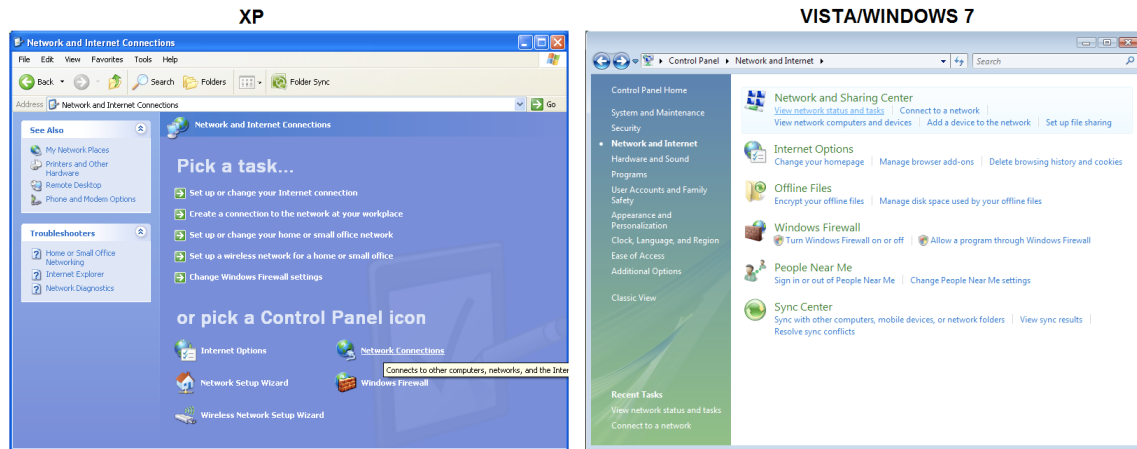 XP
VISTA/WINDOWS 7
Network and Internet Connections
File Edit View Favorites Tools Help
Back Search Folders Folder Sync
Address Network and Internet Connections Go
See Also
My Network Places
Printers and Other
Hardware
Remote Desktop
Phone and Modem Options
Troubleshooters
Home or Small Office
Networking
Internet Explorer
Network Diagnostics
Network and Internet Connections
Pick a task...
Set up or change your Internet connection
Create a connection to the network at your workplace
Set up or change your home or small office network
Set up a wireless network for a home or small office
Change Windows Firewall settings
or pick a Control Panel icon
Internet Options Network Connections
Connects to other computers, networks, and the Inter
Network Setup Wizard Windows Firewall
Wireless Network Setup Wizard
Control Panel Network and Internet Search
Control Panel Home
System and Maintenance
Security
Network and Internet
Hardware and Sound
Programs
User Accounts and Family
Safety
Appearance and
Personalization
Clock, Language, and Region
Ease of Access
Additional Options
Classic View
Recent Tasks
View network status and tasks
Connect to a network
Network and Sharing Center
View network status and tasks Connect to a network
View network computers and devices Add a device to the network Set up file sharing
Internet Options
Change your homepage Manage browser add-ons Delete browsing history and cookies
Offline Files
Encrypt your offline files Manage disk space used by your offline files
Windows Firewall
Turn Windows Firewall on or off Allow a program through Windows Firewall
People Near Me
Sign in or out of People Near Me Change People Near Me settings
Sync Center
Sync with other computers, mobile devices, or network folders View sync results
Resolve sync conflicts